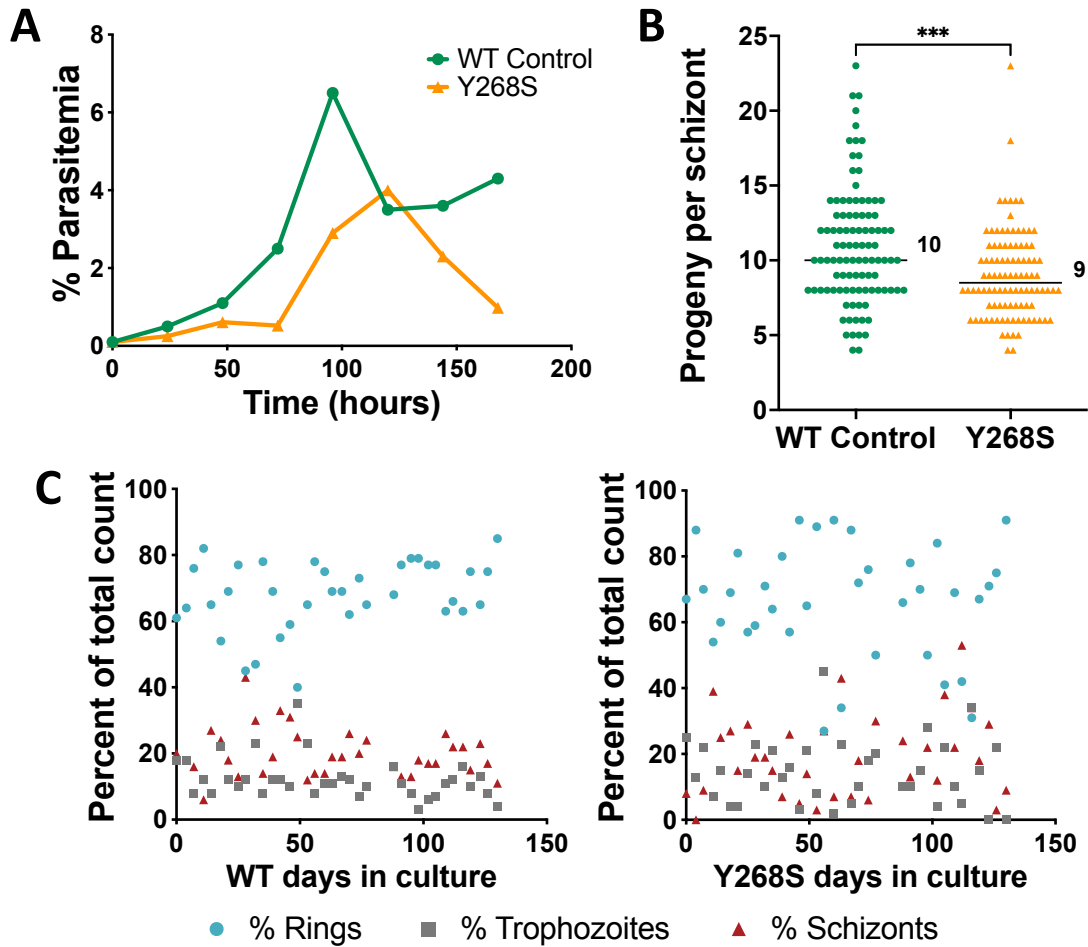 A
% Parasitemia
8
6
4
2
0
0
50
100
150
200
Time (hours)
WT Control
Y268S
B
Progeny per schizont
25
20
15
10
5
0
***
10
9
WT Control
Y268S
C
Percent of total count
100
80
60
40
20
0
0
50
100
150
WT days in culture
Percent of total count
100
80
60
40
20
0
0
50
100
150
Y268S days in culture
% Rings
% Trophozoites
% Schizonts